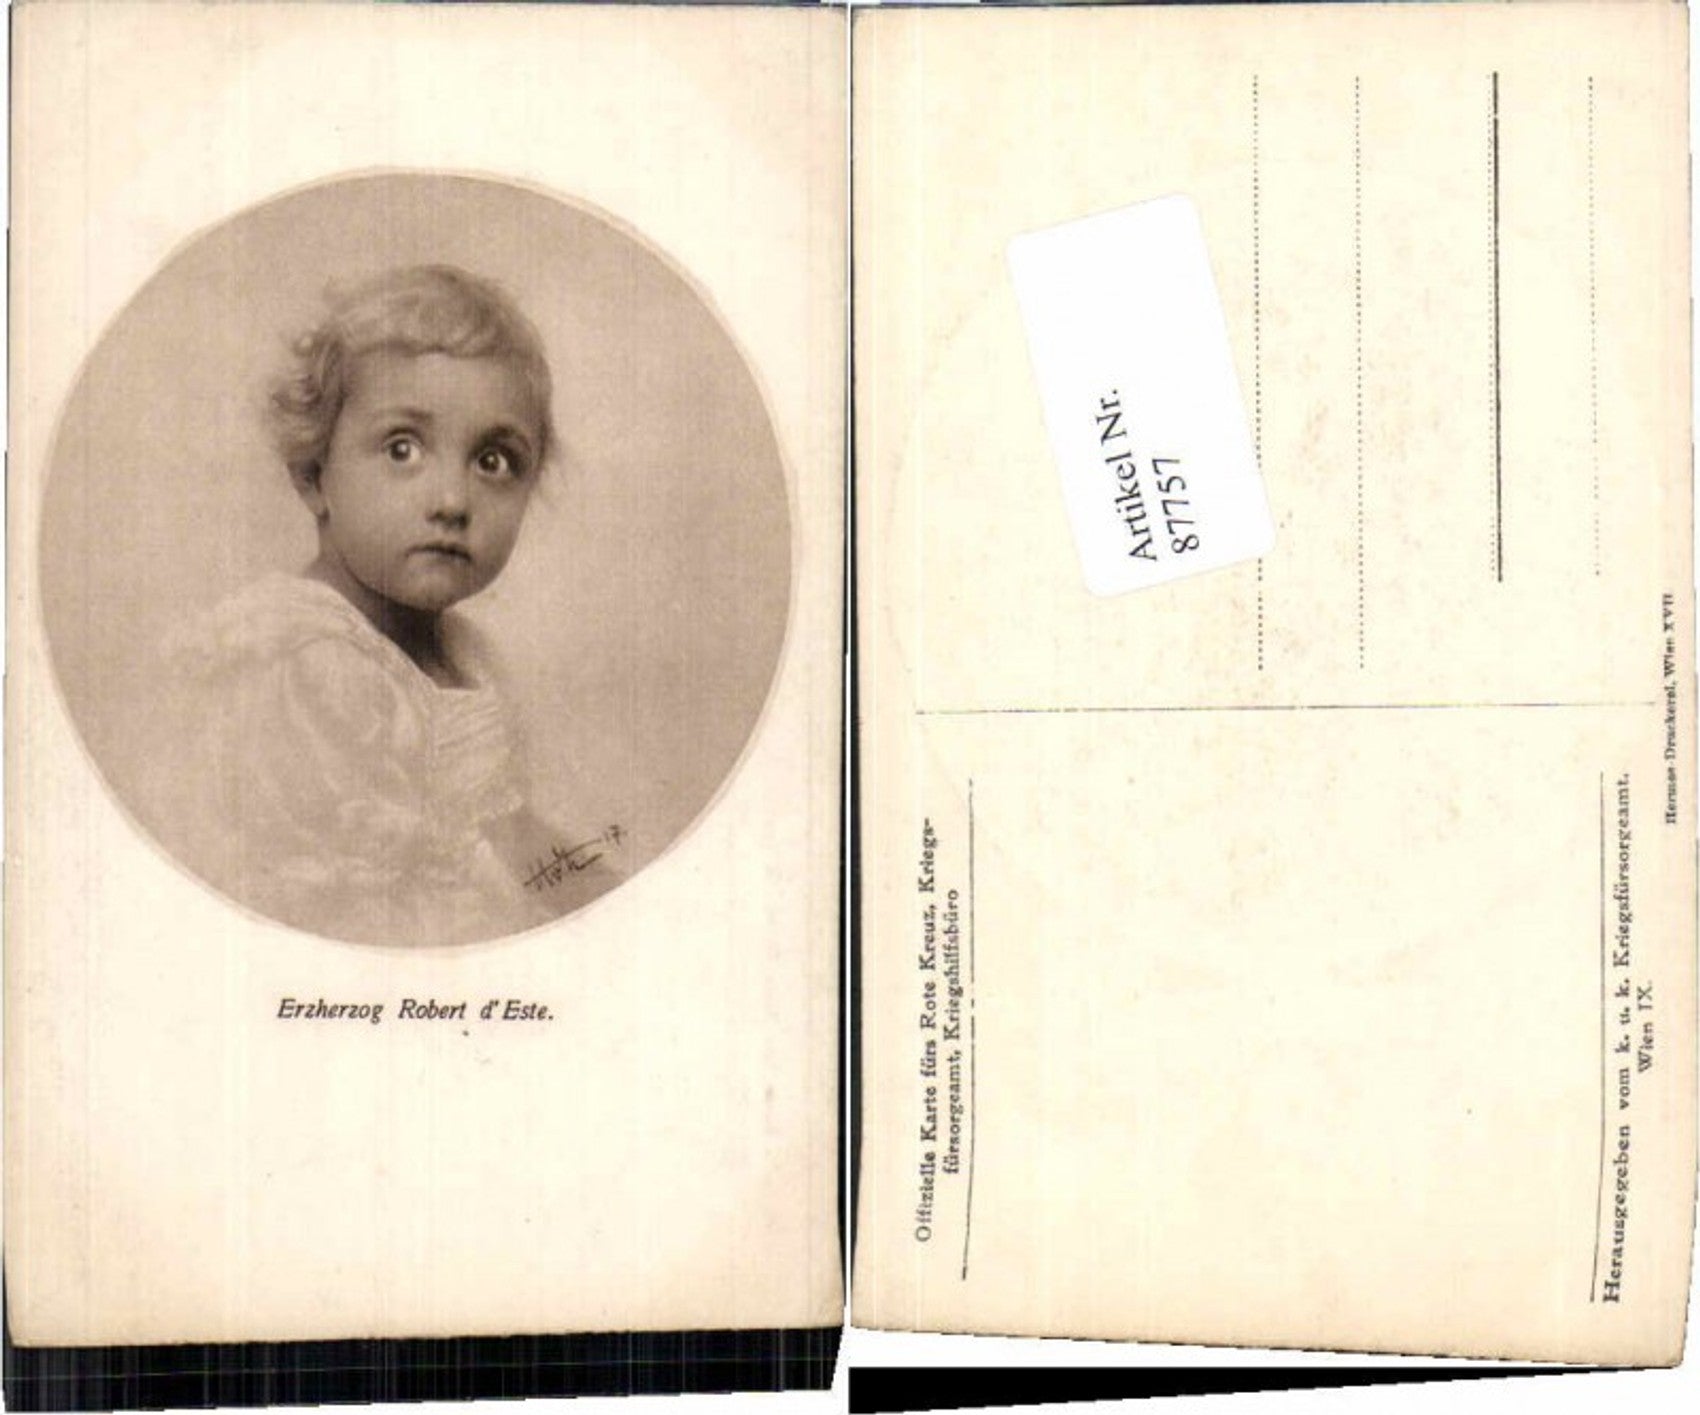 17.
Erzherzog Robert d'Este.
Artikel Nr.
87757
Offizielle Karte fürs Rote Kreuz, Kriegs-
fürsorgeamt, Kriegshilfsbüro
Herausgegeben vom k. u. k. Kriegsfürsorgeamt.
Wien IX.
Hermes-Druckerei, Wien XVII